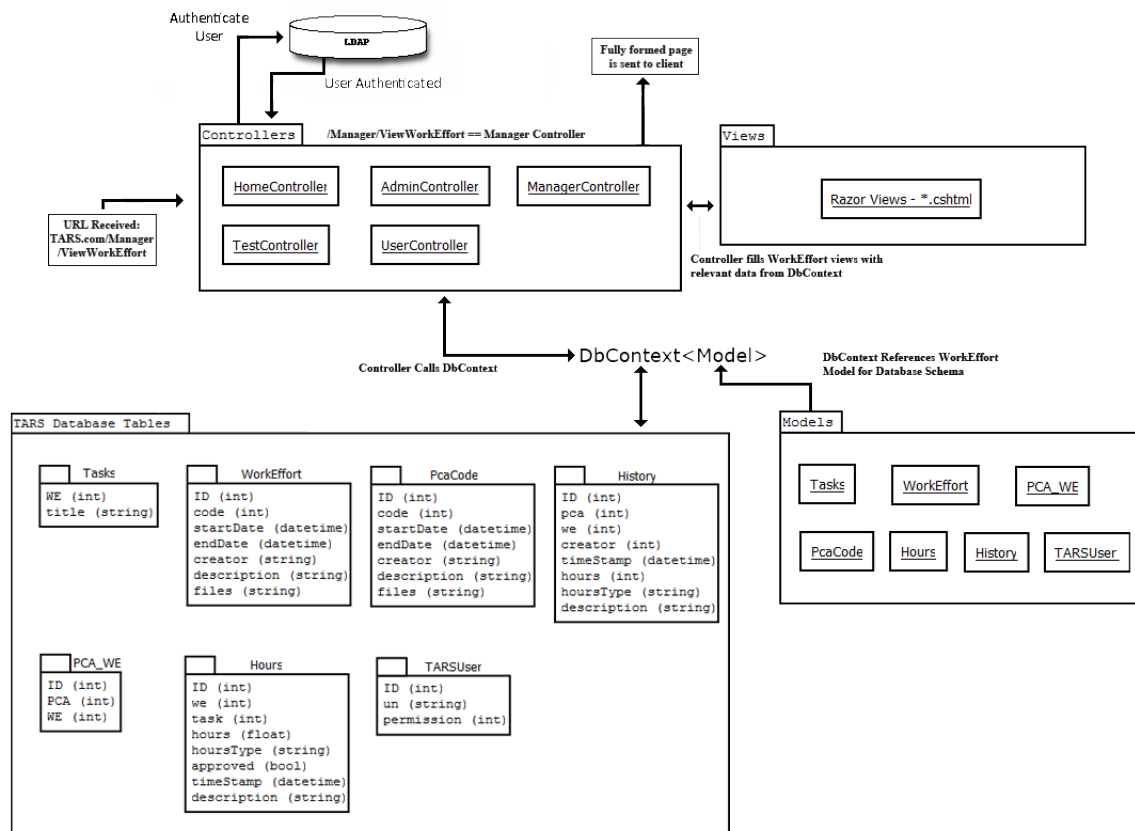 Authenticate
User
LDAP
User Authenticated
Fully formed page
is sent to client
Controllers
/Manager/ViewWorkEffort == Manager Controller
HomeController
AdminController
ManagerController
TestController
UserController
URL Received:
TARS.com/Manager
/ViewWorkEffort
Views
Razor Views - *.cshtml
Controller fills WorkEffort views with
relevant data from DbContext
DbContext<Model>
Controller Calls DbContext
DbContext References WorkEffort
Model for Database Schema
TARS Database Tables
Tasks
WE (int)
title (string)
WorkEffort
ID (int)
code (int)
startDate (datetime)
endDate (datetime)
creator (string)
description (string)
files (string)
PcaCode
ID (int)
code (int)
startDate (datetime)
endDate (datetime)
creator (string)
description (string)
files (string)
History
ID (int)
pca (int)
we (int)
creator (int)
timeStamp (datetime)
hours (int)
hoursType (string)
description (string)
PCA_WE
ID (int)
PCA (int)
WE (int)
Hours
ID (int)
we (int)
task (int)
hours (float)
hoursType (string)
approved (bool)
timeStamp (datetime)
description (string)
TARSUser
ID (int)
un (string)
permission (int)
Models
Tasks
WorkEffort
PCA_WE
PcaCode
Hours
History
TARSUser